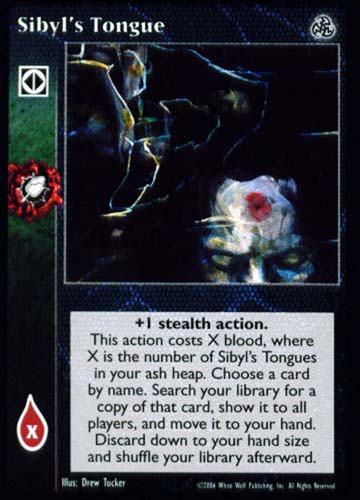 Sibyl's Tongue
+1 stealth action.
This action costs X blood, where
X is the number of Sibyl's Tongues
in your ash heap. Choose a card
by name. Search your library for a
copy of that card, show it to all
players, and move it to your hand.
Discard down to your hand size
and shuffle your library afterward.
X
Illus: Drew Tucker
©2006 White Wolf Publishing, Inc. All Rights Reserved.